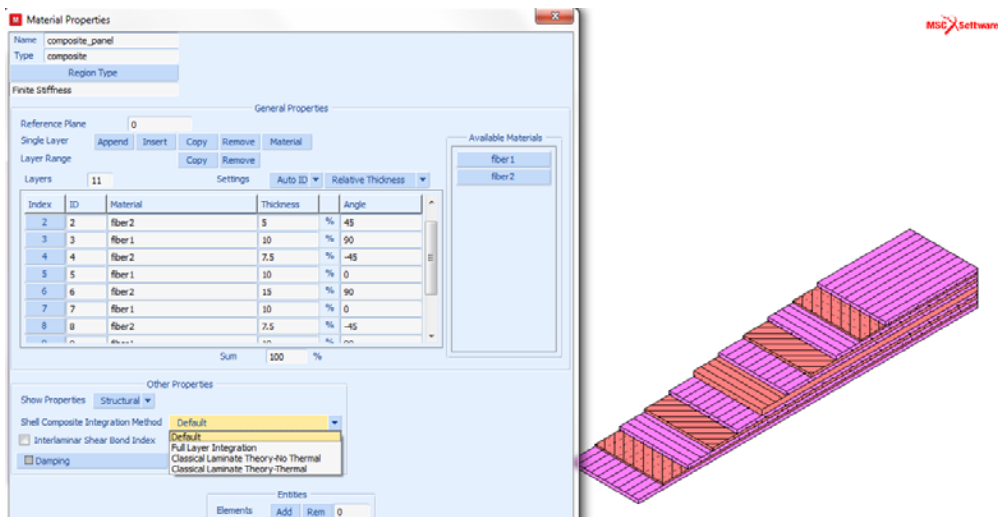 Material Properties
MSC Software
Name composite_panel
Type composite
Region Type
Finite Stiffness
General Properties
Reference Plane 0
Single Layer Append Insert Copy Remove Material
Available Materials
Layer Range Copy Remove
fiber1
Layers 11 Settings Auto ID Relative Thickness
fiber2
Index ID Material Thickness Angle
2 2 fiber2 5 % 45
3 3 fiber1 10 % 90
4 4 fiber2 7.5 % -45
5 5 fiber1 10 % 0
6 6 fiber2 15 % 90
7 7 fiber1 10 % 0
8 8 fiber2 7.5 % -45
Sum 100 %
Other Properties
Show Properties Structural
Shell Composite Integration Method Default
Default
Interlaminar Shear Bond Index
Full Layer Integration
Classical Laminate Theory-No Thermal
Damping
Classical Laminate Theory-Thermal
Entities
Elements Add Rem 0